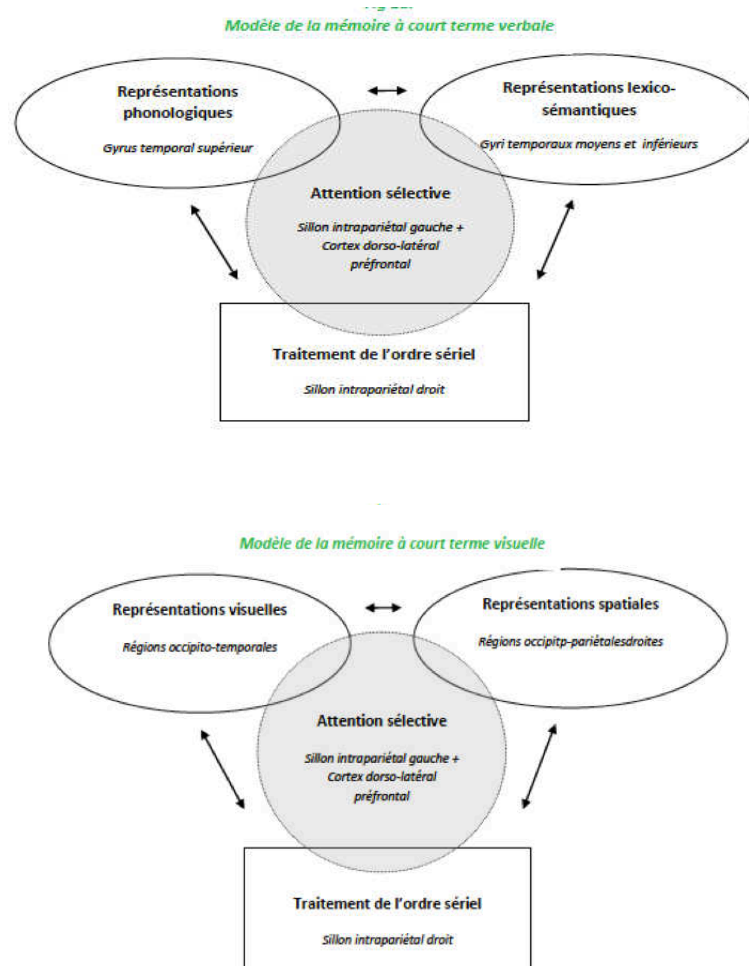 Modèle de la mémoire à court terme verbale
Représentations
phonologiques
Gyrus temporal supérieur
Représentations lexico-
sémantiques
Gyri temporaux moyens et inférieurs
Attention sélective
Sillon intrapariétal gauche +
Cortex dorso-latéral
préfrontal
Traitement de l'ordre sériel
Sillon intrapariétal droit
Modèle de la mémoire à court terme visuelle
Représentations visuelles
Régions occipito-temporales
Représentations spatiales
Régions occipitp-pariétalesdroites
Attention sélective
Sillon intrapariétal gauche +
Cortex dorso-latéral
préfrontal
Traitement de l'ordre sériel
Sillon intrapariétal droit